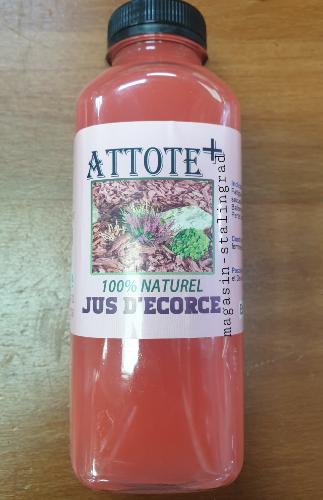 ATTOTE+
100% NATUREL
JUS D'ECORCE
magasin-stalingrad